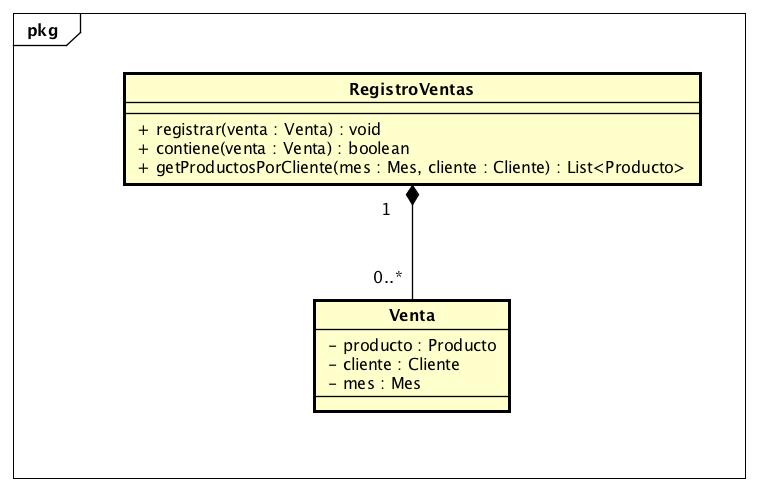 pkg
RegistroVentas
+ registrar(venta : Venta) : void
+ contiene(venta : Venta) : boolean
+ getProductosPorCliente(mes : Mes, cliente : Cliente) : List<Producto>
1
0..*
Venta
- producto : Producto
- cliente : Cliente
- mes : Mes